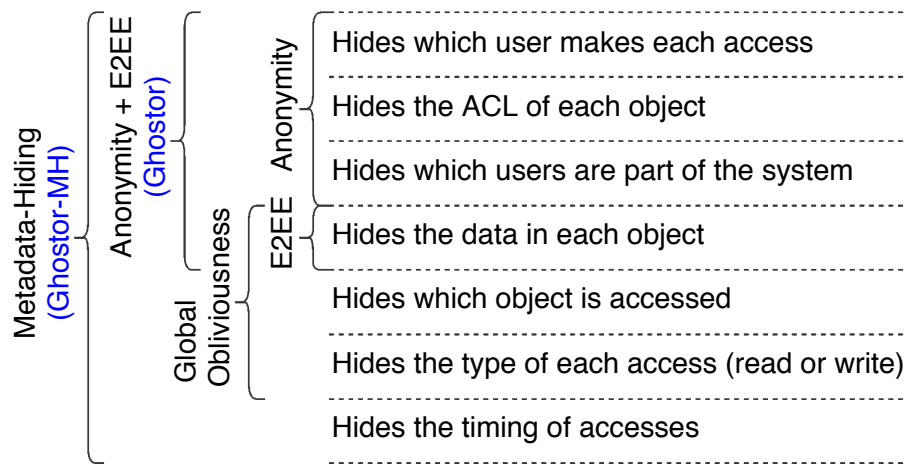 Metadata-Hiding
(Ghostor-MH)
Anonymity + E2EE
(Ghostor)
Global
Obliviousness
Anonymity
E2EE
Hides which user makes each access
Hides the ACL of each object
Hides which users are part of the system
Hides the data in each object
Hides which object is accessed
Hides the type of each access (read or write)
Hides the timing of accesses